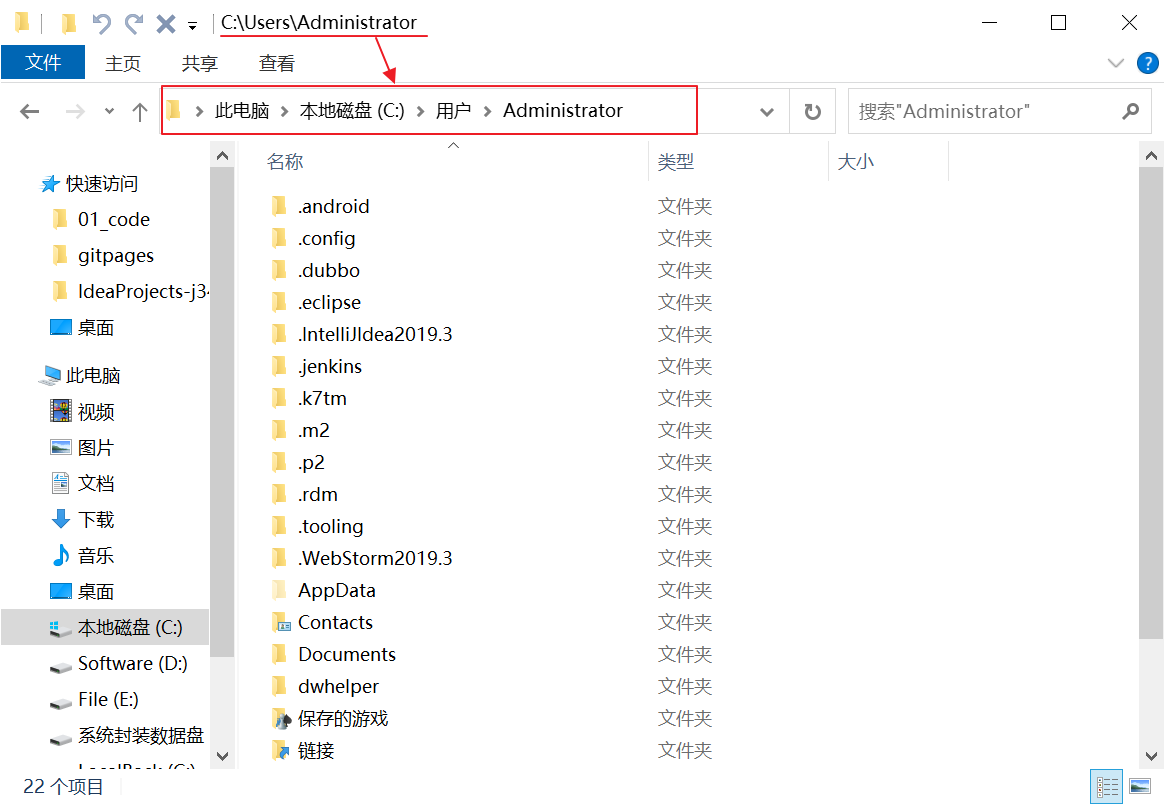 C:\Users\Administrator
文件 主页 共享 查看
此电脑 本地磁盘 (C:) 用户 Administrator 搜索"Administrator"
名称 类型 大小
快速访问
01_code
gitpages
IdeaProjects-j3
桌面
此电脑
视频
图片
文档
下载
音乐
桌面
本地磁盘 (C:)
Software (D:)
File (E:)
系统封装数据盘
.android 文件夹
.config 文件夹
.dubbo 文件夹
.eclipse 文件夹
.IntelliJIdea2019.3 文件夹
.jenkins 文件夹
.k7tm 文件夹
.m2 文件夹
.p2 文件夹
.rdm 文件夹
.tooling 文件夹
.WebStorm2019.3 文件夹
AppData 文件夹
Contacts 文件夹
Documents 文件夹
dwhelper 文件夹
保存的游戏 文件夹
链接 文件夹
22 个项目